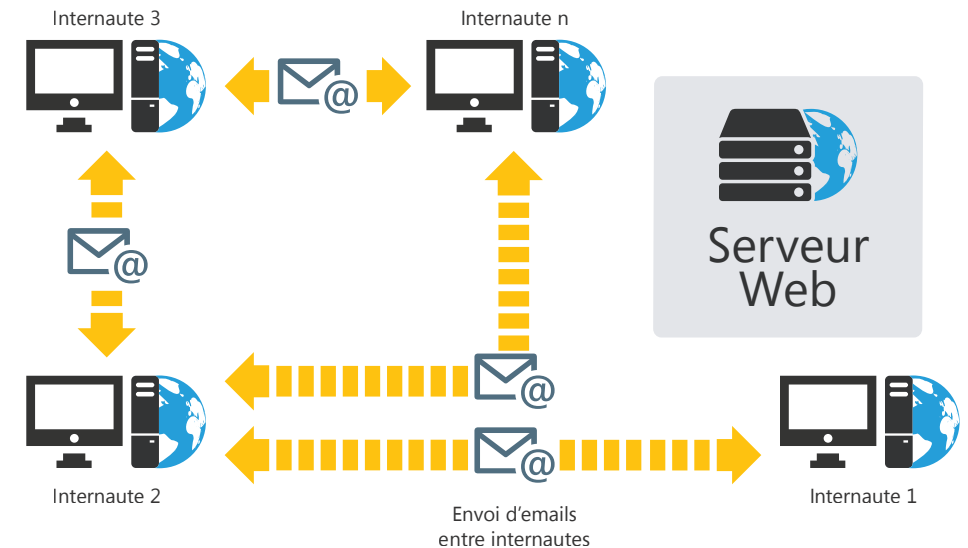 Internaute 3
Internaute n
Serveur
Web
Internaute 2
Internaute 1
Envoi d'emails
entre internautes